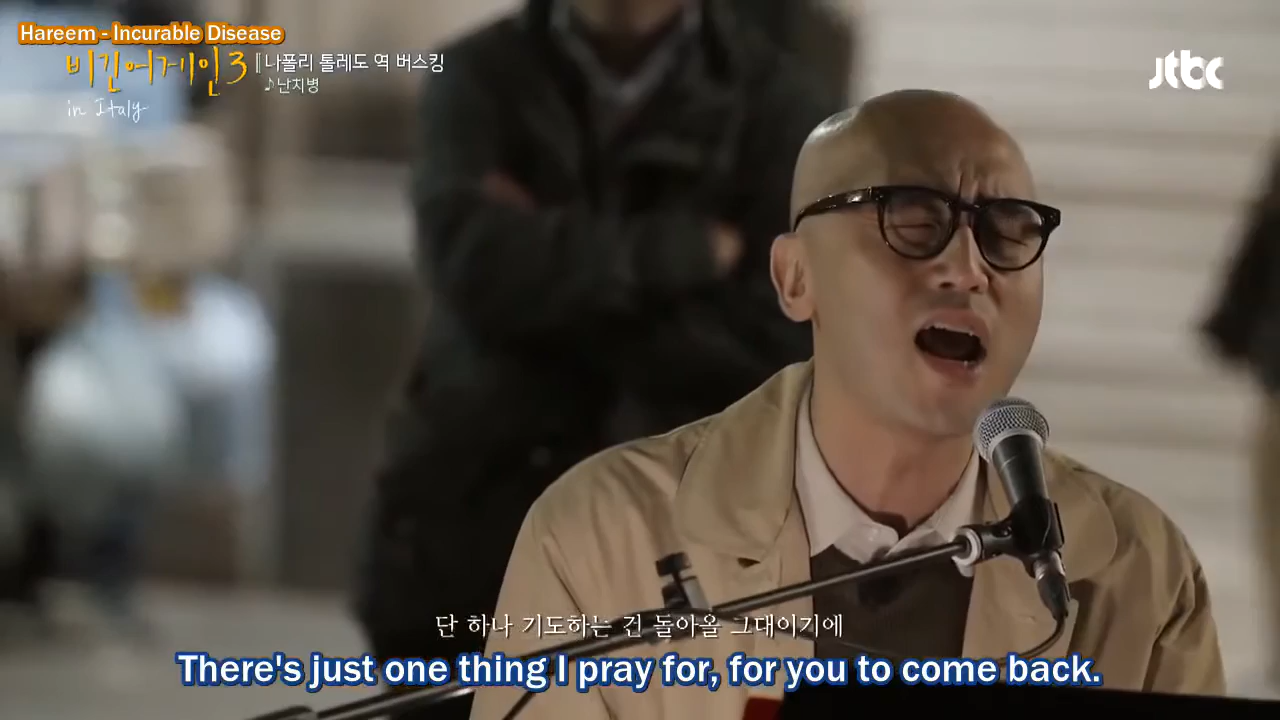 Hareem - Incurable Disease
비긴어게인3
나폴리 톨레도 역 버스킹
in Italy
♪난치병
jtbc
단 하나 기도하는 건 돌아올 그대이기에
There's just one thing I pray for, for you to come back.